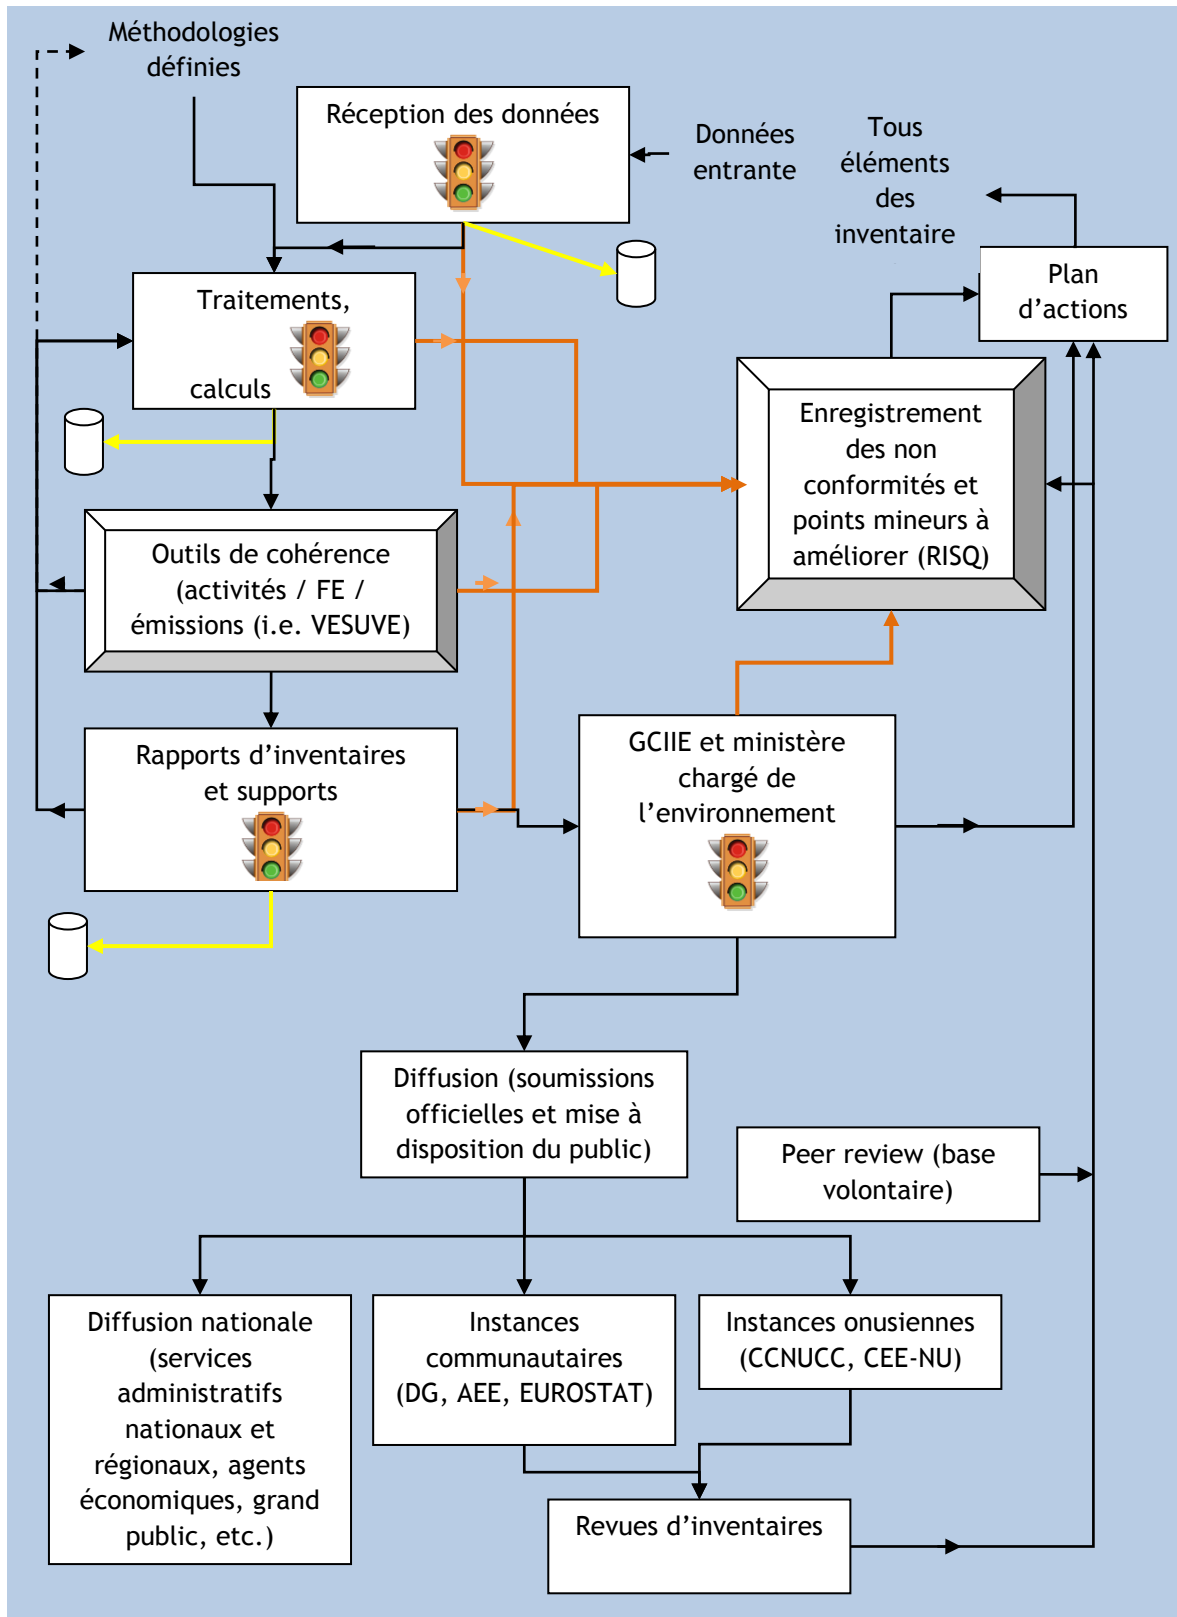 Méthodologies
définies
Réception des données
Données
entrante
Tous
éléments
des
inventaire
Plan
d’actions
Traitements,
calculs
Enregistrement
des non
conformités et
points mineurs à
améliorer (RISQ)
Outils de cohérence
(activités / FE /
émissions (i.e. VESUVE)
Rapports d’inventaires
et supports
GCIIE et ministère
chargé de
l’environnement
Diffusion (soumissions
officielles et mise à
disposition du public)
Peer review (base
volontaire)
Diffusion nationale
(services
administratifs
nationaux et
régionaux, agents
économiques, grand
public, etc.)
Instances
communautaires
(DG, AEE, EUROSTAT)
Instances onusiennes
(CCNUCC, CEE-NU)
Revues d’inventaires